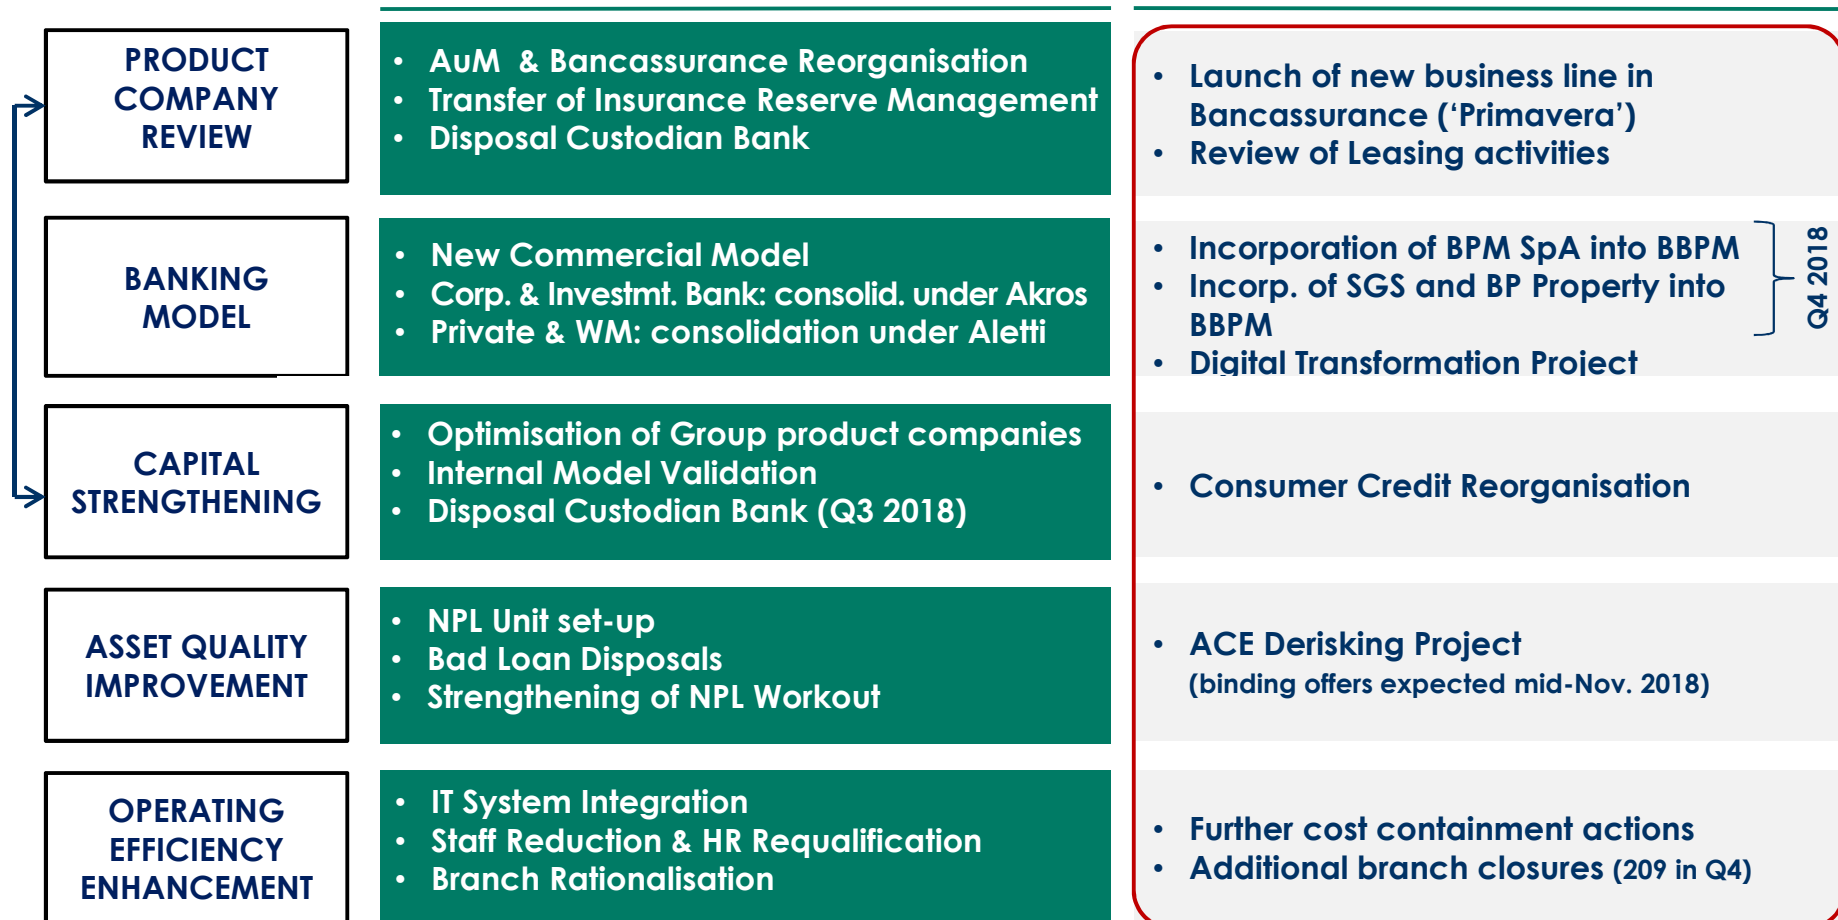 PRODUCT
COMPANY
REVIEW
• AuM & Bancassurance Reorganisation
• Transfer of Insurance Reserve Management
• Disposal Custodian Bank
• Launch of new business line in
Bancassurance (‘Primavera’)
• Review of Leasing activities
BANKING
MODEL
• New Commercial Model
• Corp. & Investmt. Bank: consolid. under Akros
• Private & WM: consolidation under Aletti
• Incorporation of BPM SpA into BBPM
• Incorp. of SGS and BP Property into
BBPM
• Digital Transformation Project
Q4 2018
CAPITAL
STRENGTHENING
• Optimisation of Group product companies
• Internal Model Validation
• Disposal Custodian Bank (Q3 2018)
• Consumer Credit Reorganisation
ASSET QUALITY
IMPROVEMENT
• NPL Unit set-up
• Bad Loan Disposals
• Strengthening of NPL Workout
• ACE Derisking Project
(binding offers expected mid-Nov. 2018)
OPERATING
EFFICIENCY
ENHANCEMENT
• IT System Integration
• Staff Reduction & HR Requalification
• Branch Rationalisation
• Further cost containment actions
• Additional branch closures (209 in Q4)